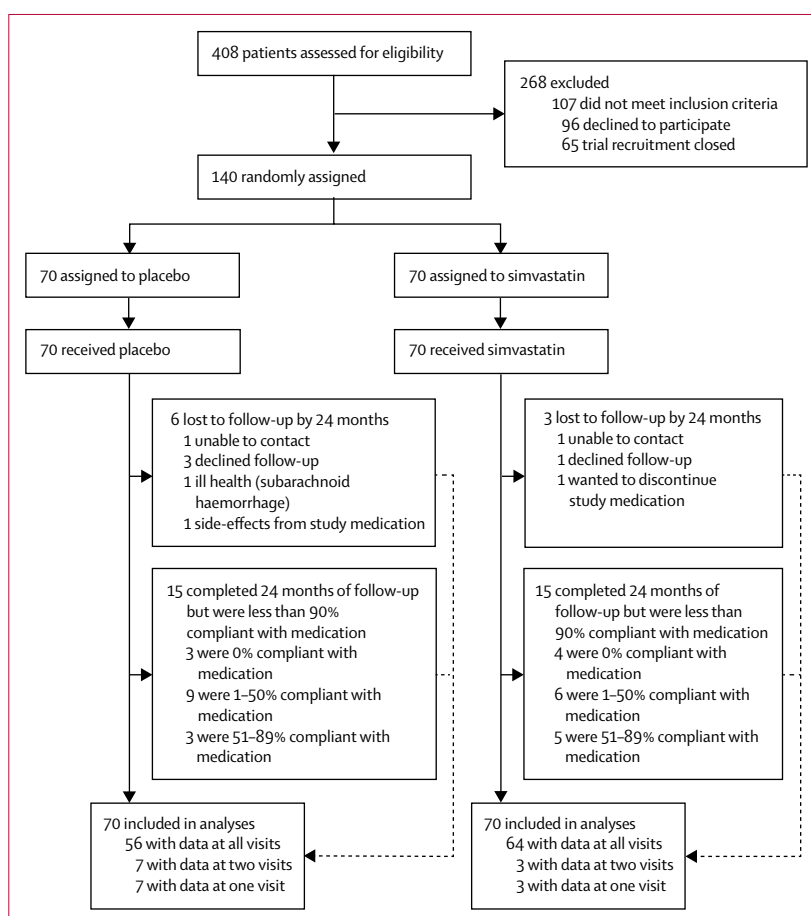 408 patients assessed for eligibility
268 excluded
107 did not meet inclusion criteria
96 declined to participate
65 trial recruitment closed
140 randomly assigned
70 assigned to placebo
70 assigned to simvastatin
70 received placebo
70 received simvastatin
6 lost to follow-up by 24 months
1 unable to contact
3 declined follow-up
1 ill health (subarachnoid
haemorrhage)
1 side-effects from study medication
3 lost to follow-up by 24 months
1 unable to contact
1 declined follow-up
1 wanted to discontinue
study medication
15 completed 24 months of follow-up
but were less than 90%
compliant with medication
3 were 0% compliant with
medication
9 were 1–50% compliant with
medication
3 were 51–89% compliant with
medication
15 completed 24 months of
follow-up but were less than
90% compliant with medication
4 were 0% compliant with
medication
6 were 1–50% compliant with
medication
5 were 51–89% compliant with
medication
70 included in analyses
56 with data at all visits
7 with data at two visits
7 with data at one visit
70 included in analyses
64 with data at all visits
3 with data at two visits
3 with data at one visit